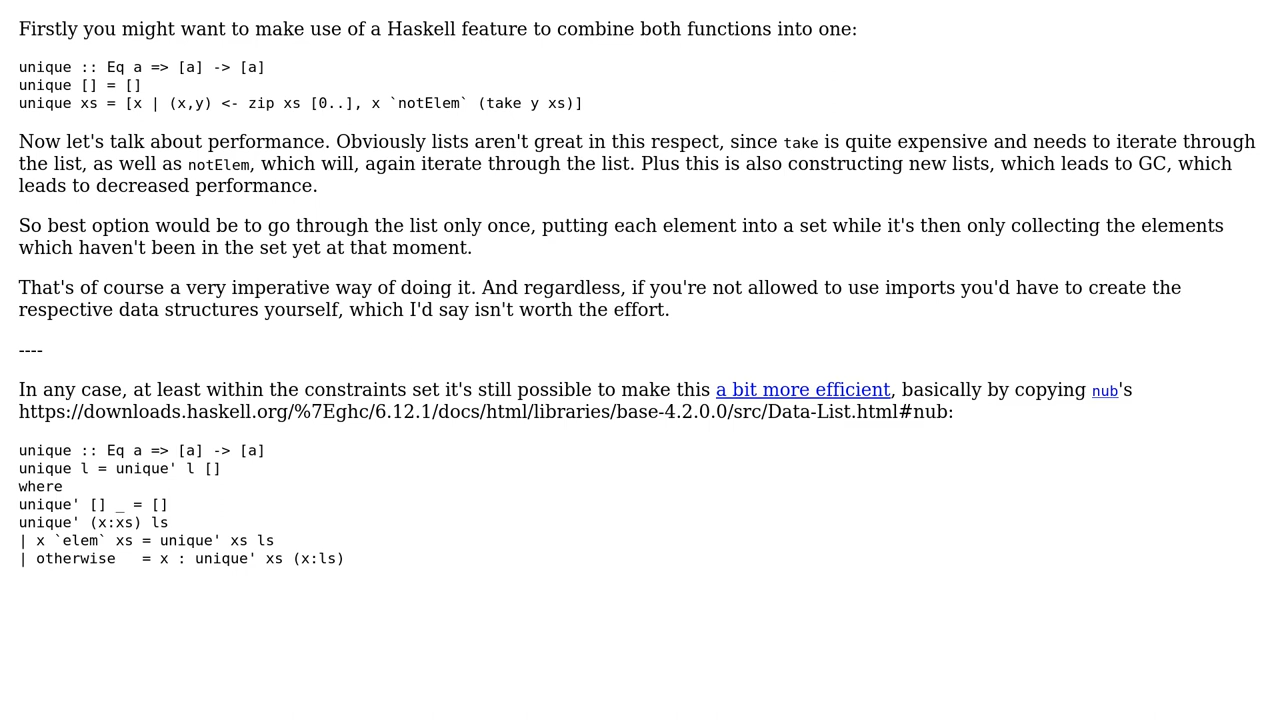 Firstly you might want to make use of a Haskell feature to combine both functions into one:
unique :: Eq a => [a] -> [a]
unique [] = []
unique xs = [x | (x,y) <- zip xs [0..], x `notElem` (take y xs)]
Now let's talk about performance. Obviously lists aren't great in this respect, since take is quite expensive and needs to iterate through
the list, as well as notElem, which will, again iterate through the list. Plus this is also constructing new lists, which leads to GC, which
leads to decreased performance.
So best option would be to go through the list only once, putting each element into a set while it's then only collecting the elements
which haven't been in the set yet at that moment.
That's of course a very imperative way of doing it. And regardless, if you're not allowed to use imports you'd have to create the
respective data structures yourself, which I'd say isn't worth the effort.
----
In any case, at least within the constraints set it's still possible to make this a bit more efficient, basically by copying nub's
https://downloads.haskell.org/%7Eghc/6.12.1/docs/html/libraries/base-4.2.0.0/src/Data-List.html#nub:
unique :: Eq a => [a] -> [a]
unique l = unique' l []
where
unique' [] _ = []
unique' (x:xs) ls
| x `elem` xs = unique' xs ls
| otherwise   = x : unique' xs (x:ls)